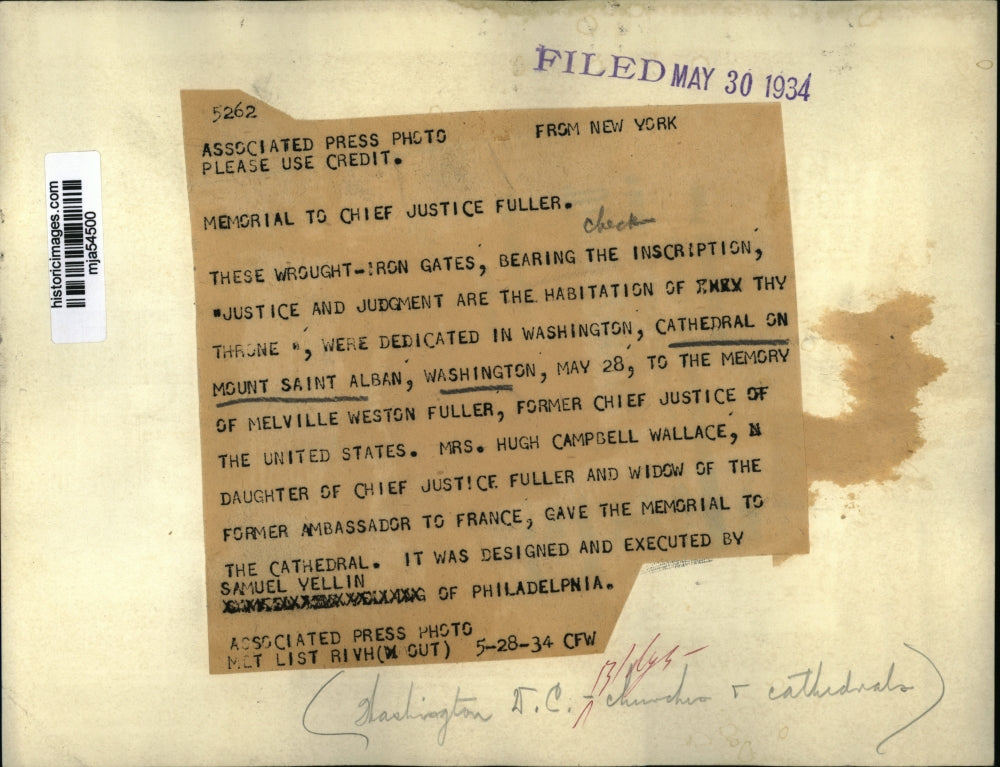 FILED MAY 30 1934
5262
ASSOCIATED PRESS PHOTO FROM NEW YORK
PLEASE USE CREDIT.
MEMORIAL TO CHIEF JUSTICE FULLER.
check
THESE WROUGHT-IRON GATES, BEARING THE INSCRIPTION,
"JUSTICE AND JUDGMENT ARE THE HABITATION OF THY
THRONE", WERE DEDICATED IN WASHINGTON, CATHEDRAL ON
MOUNT SAINT ALBAN, WASHINGTON, MAY 28, TO THE MEMORY
OF MELVILLE WESTON FULLER, FORMER CHIEF JUSTICE OF
THE UNITED STATES. MRS. HUGH CAMPBELL WALLACE,
DAUGHTER OF CHIEF JUSTICE FULLER AND WIDOW OF THE
FORMER AMBASSADOR TO FRANCE, GAVE THE MEMORIAL TO
THE CATHEDRAL. IT WAS DESIGNED AND EXECUTED BY
SAMUEL YELLIN
OF PHILADELPNIA.
ASSOCIATED PRESS PHOTO
MET LIST RIVH(M OUT) 5-28-34 CFW
(Washington D.C. - churches & cathedrals)
historicimages.com
mja54500